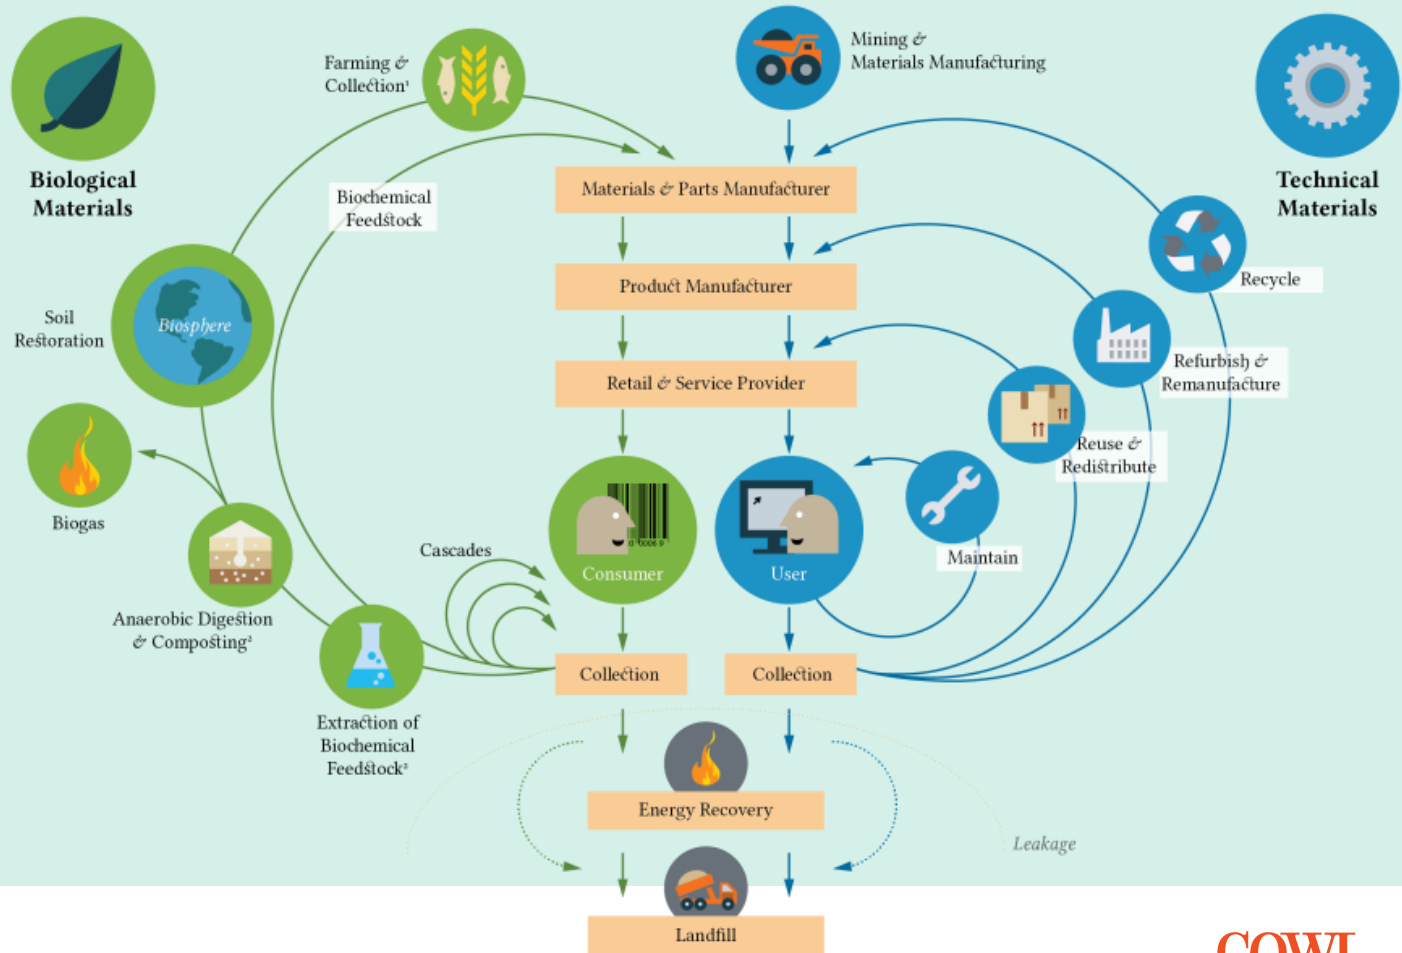 Farming &
Collection¹
Mining &
Materials Manufacturing
Biological
Materials
Technical
Materials
Biochemical
Feedstock
Materials & Parts Manufacturer
Recycle
Product Manufacturer
Soil
Restoration
Biosphere
Refurbish &
Remanufacture
Retail & Service Provider
Reuse &
Redistribute
Biogas
Cascades
Consumer
User
Maintain
Anaerobic Digestion
& Composting²
Collection
Collection
Extraction of
Biochemical
Feedstock²
Energy Recovery
Leakage
Landfill
COWI